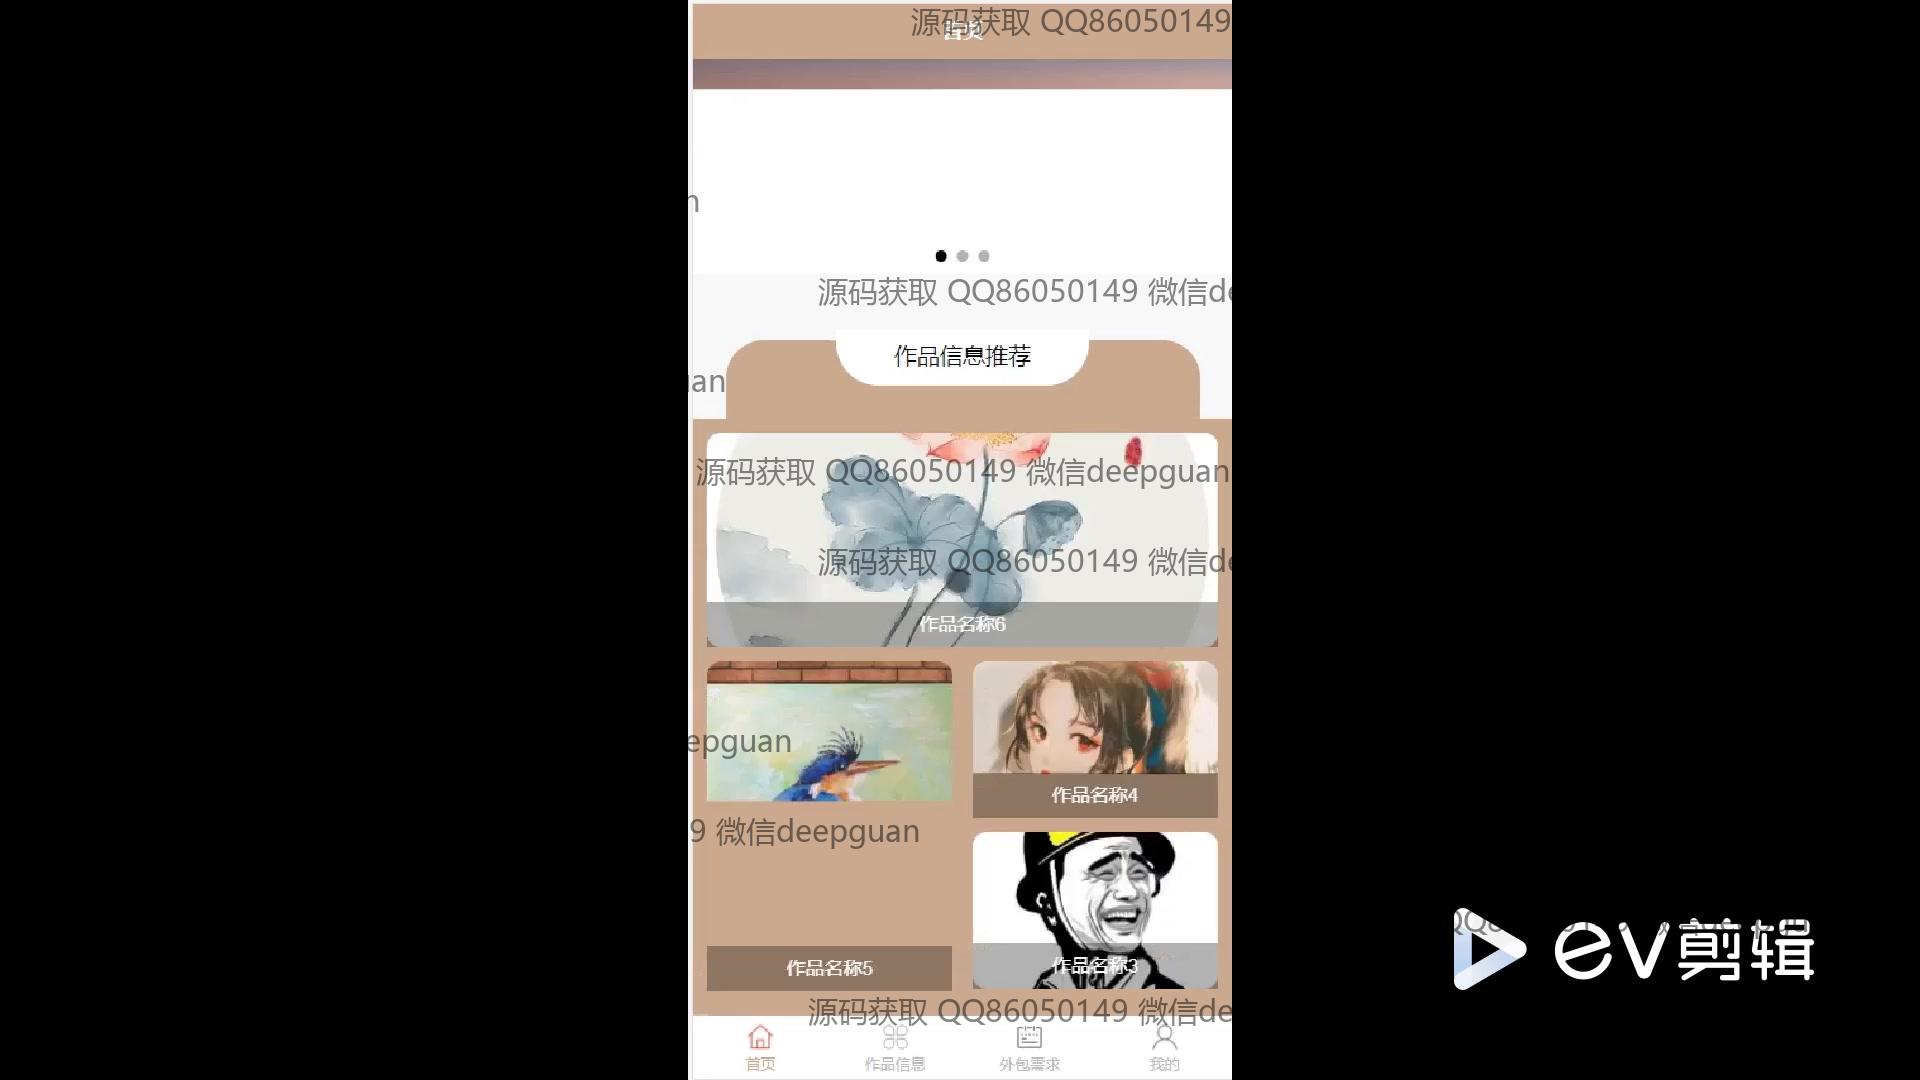 源码获取 QQ86050149
首页
n
源码获取 QQ86050149 微信de
作品信息推荐
uan
源码获取 QQ86050149 微信deepguan
源码获取 QQ86050149 微信de
作品名称6
epguan
作品名称4
9 微信deepguan
作品名称3
作品名称5
ev剪辑
源码获取 QQ86050149 微信de
首页
作品信息
外包需求
我的